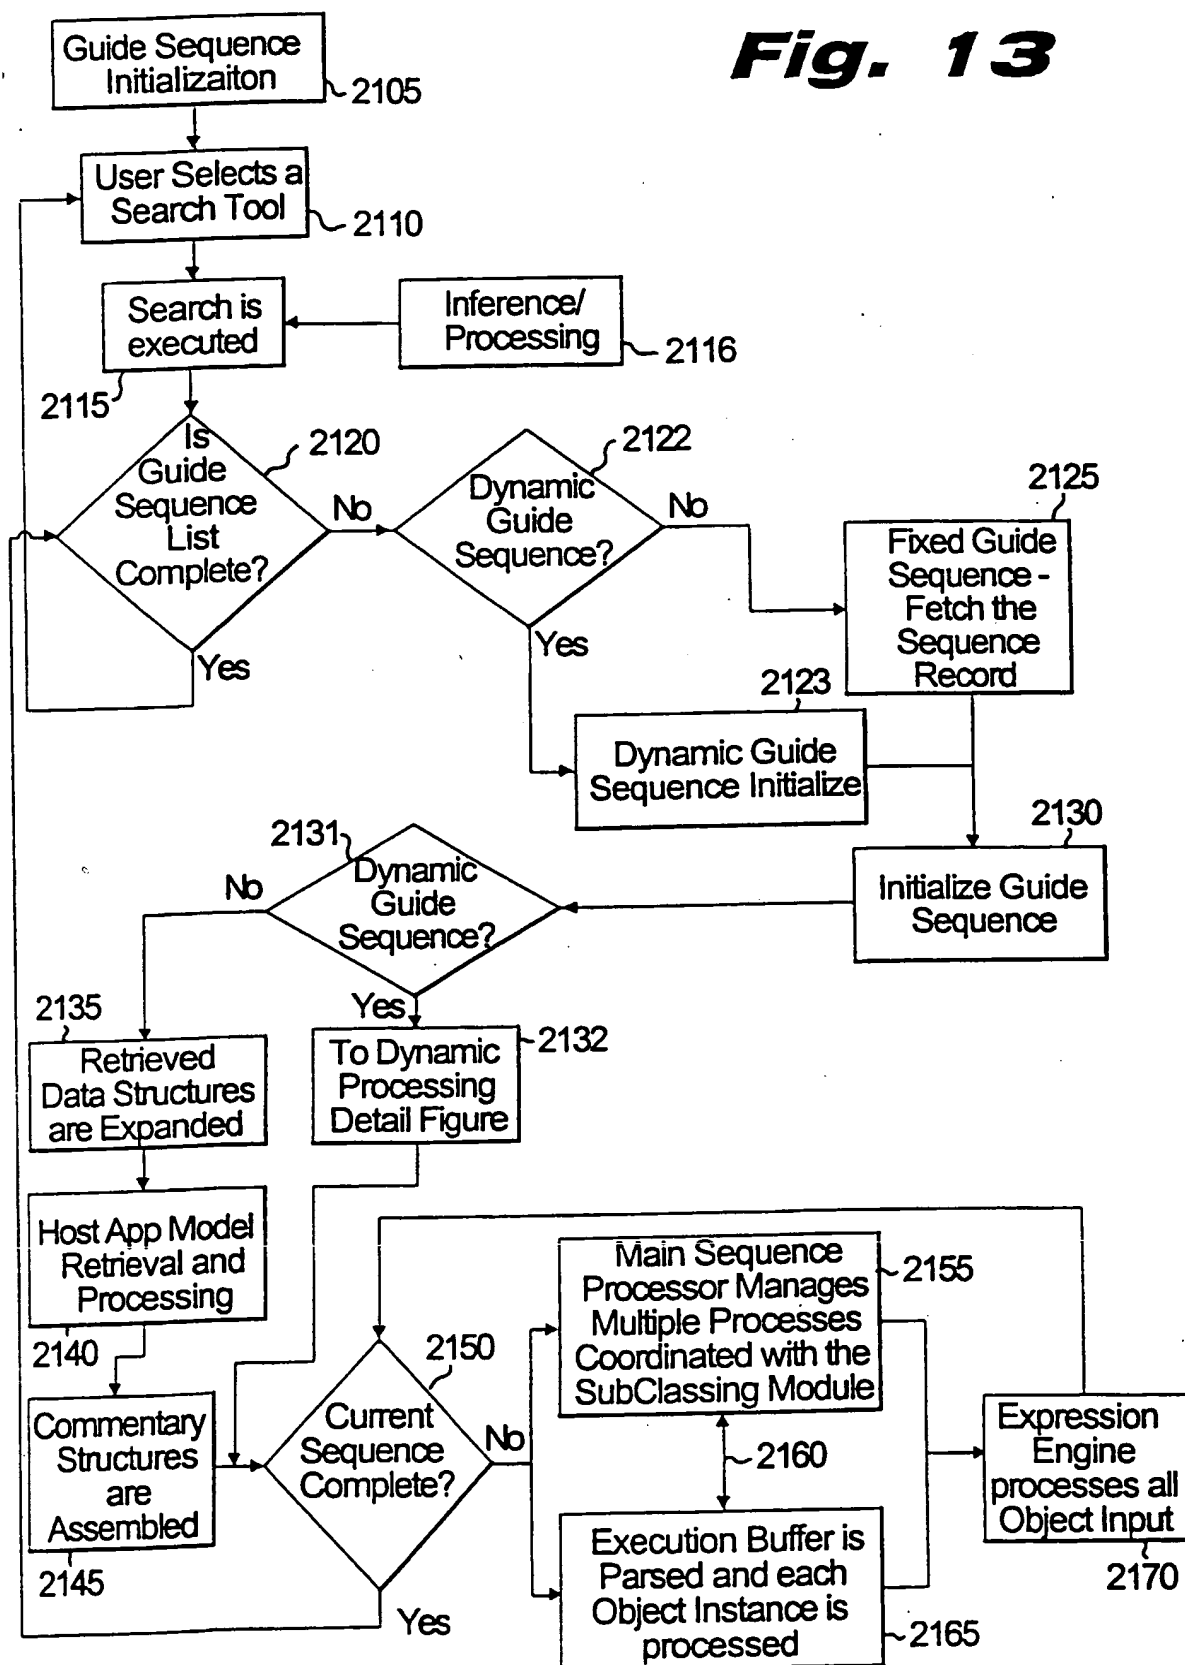 Fig. 13
Guide Sequence
Initializaiton
2105
User Selects a
Search Tool
2110
Search is
executed
2115
Inference/
Processing
2116
Is
Guide
Sequence
List
Complete?
2120
No
Yes
Dynamic
Guide
Sequence?
2122
No
Yes
2125
Fixed Guide
Sequence -
Fetch the
Sequence
Record
2123
Dynamic Guide
Sequence Initialize
2130
Initialize Guide
Sequence
2131
Dynamic
Guide
Sequence?
No
Yes
2135
Retrieved
Data Structures
are Expanded
To Dynamic
Processing
Detail Figure
2132
Host App Model
Retrieval and
Processing
2140
Commentary
Structures
are
Assembled
2145
Current
Sequence
Complete?
2150
No
Yes
Main Sequence
Processor Manages
Multiple Processes
Coordinated with the
SubClassing Module
2155
2160
Execution Buffer is
Parsed and each
Object Instance is
processed
2165
Expression
Engine
processes all
Object Input
2170